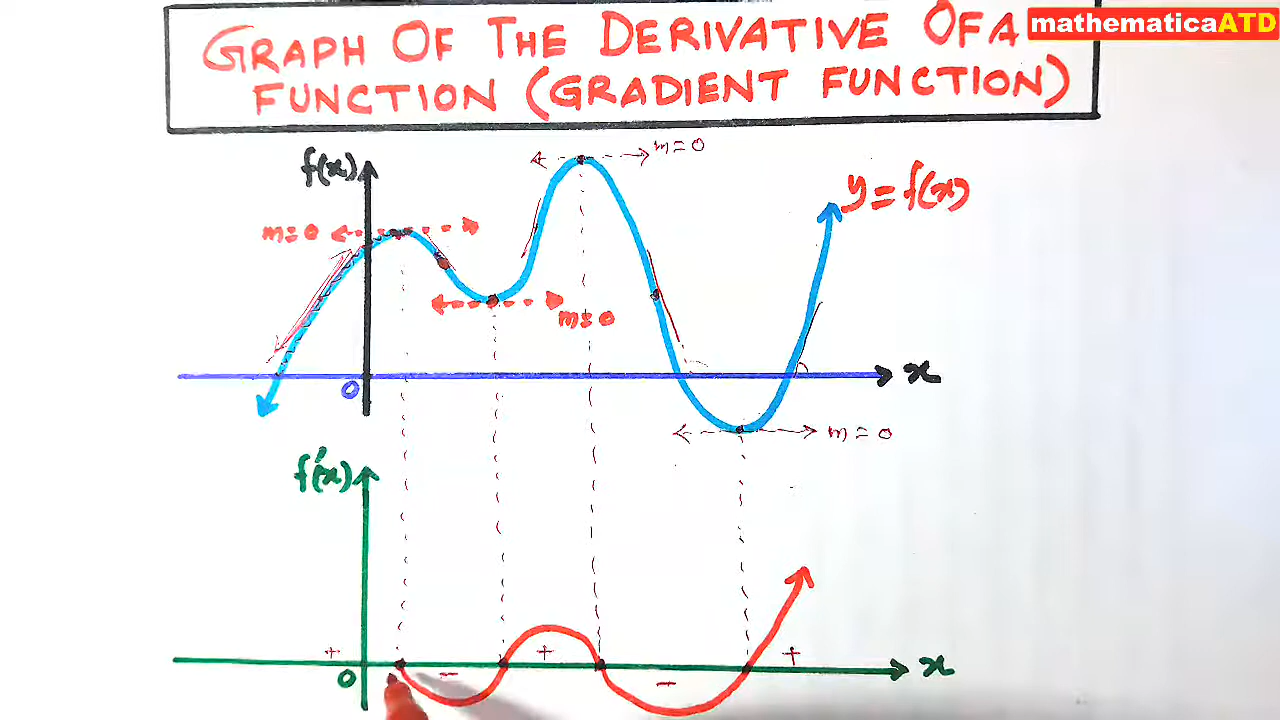 GRAPH OF THE DERIVATIVE OF A
FUNCTION (GRADIENT FUNCTION)
mathematicaATD
f(x)
m=0
y=f(x)
m=0
m=0
0
x
m=0
f'(x)
+
+
+
0
-
-
x